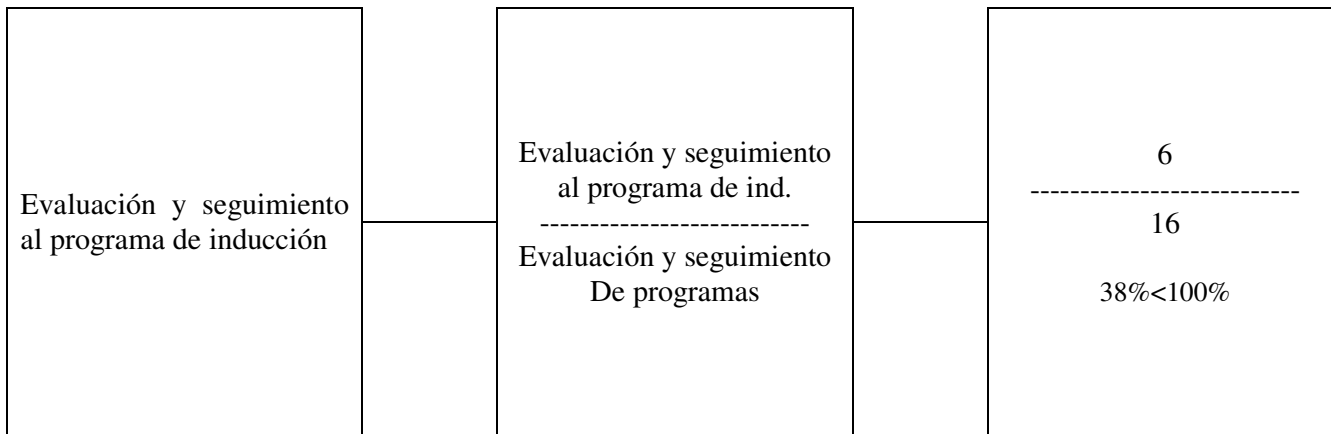 Evaluación y seguimiento
al programa de inducción
Evaluación y seguimiento
al programa de ind.
---------------------------
Evaluación y seguimiento
De programas
6
---------------------------
16
38%<100%